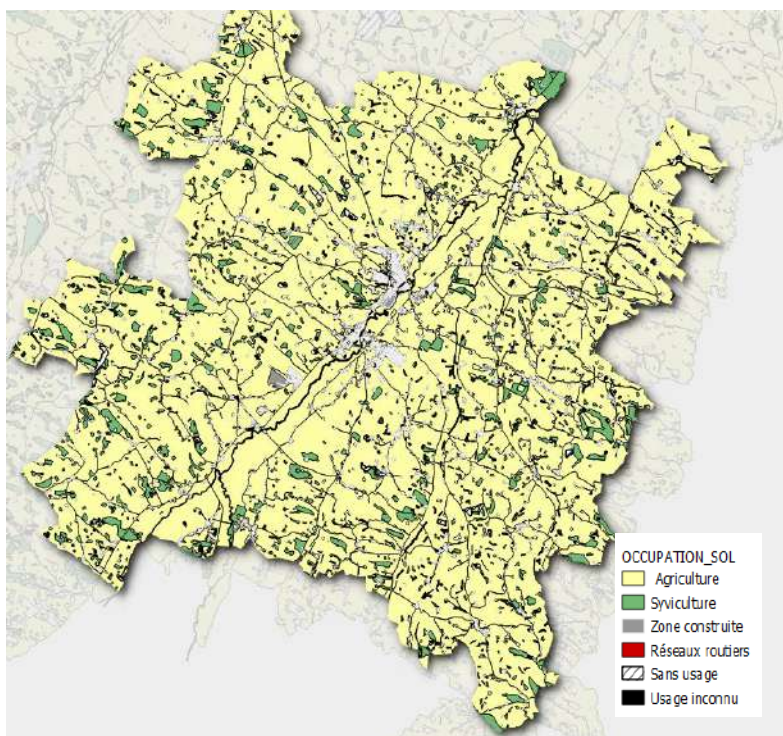 OCCUPATION_SOL
Agriculture
Syviculture
Zone construite
Réseaux routiers
Sans usage
Usage inconnu